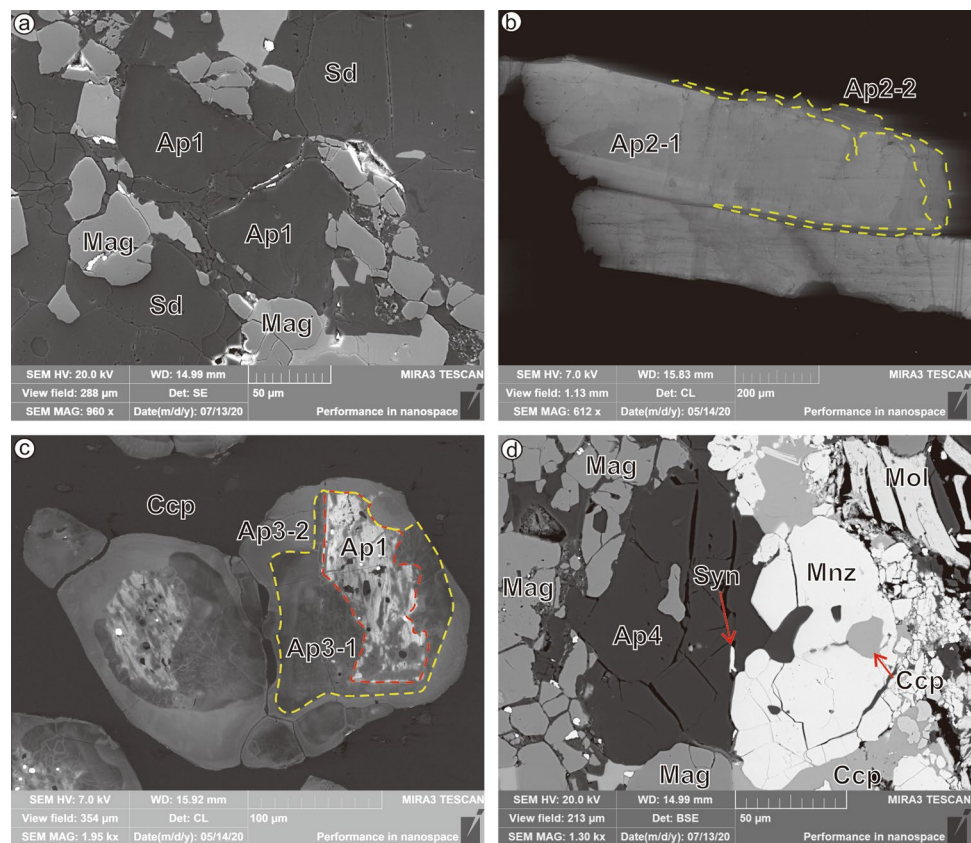 a
Sd
Ap1
Ap1
Mag
Sd
Mag
SEM HV: 20.0 kV WD: 14.99 mm MIRA3 TESCAN
View field: 288 µm Det: SE 50 µm
SEM MAG: 960 x Date(m/d/y): 07/13/20 Performance in nanospace
b
Ap2-2
Ap2-1
SEM HV: 7.0 kV WD: 15.83 mm MIRA3 TESCAN
View field: 1.13 mm Det: CL 200 µm
SEM MAG: 612 x Date(m/d/y): 05/14/20 Performance in nanospace
c
Ccp
Ap3-2
Ap1
Ap3-1
SEM HV: 7.0 kV WD: 15.92 mm MIRA3 TESCAN
View field: 354 µm Det: CL 100 µm
SEM MAG: 1.95 kx Date(m/d/y): 05/14/20 Performance in nanospace
d
Mag
Mol
Syn
Mnz
Mag
Ap4
Ccp
Mag
Ccp
SEM HV: 20.0 kV WD: 14.99 mm MIRA3 TESCAN
View field: 213 µm Det: BSE 50 µm
SEM MAG: 1.30 kx Date(m/d/y): 07/13/20 Performance in nanospace